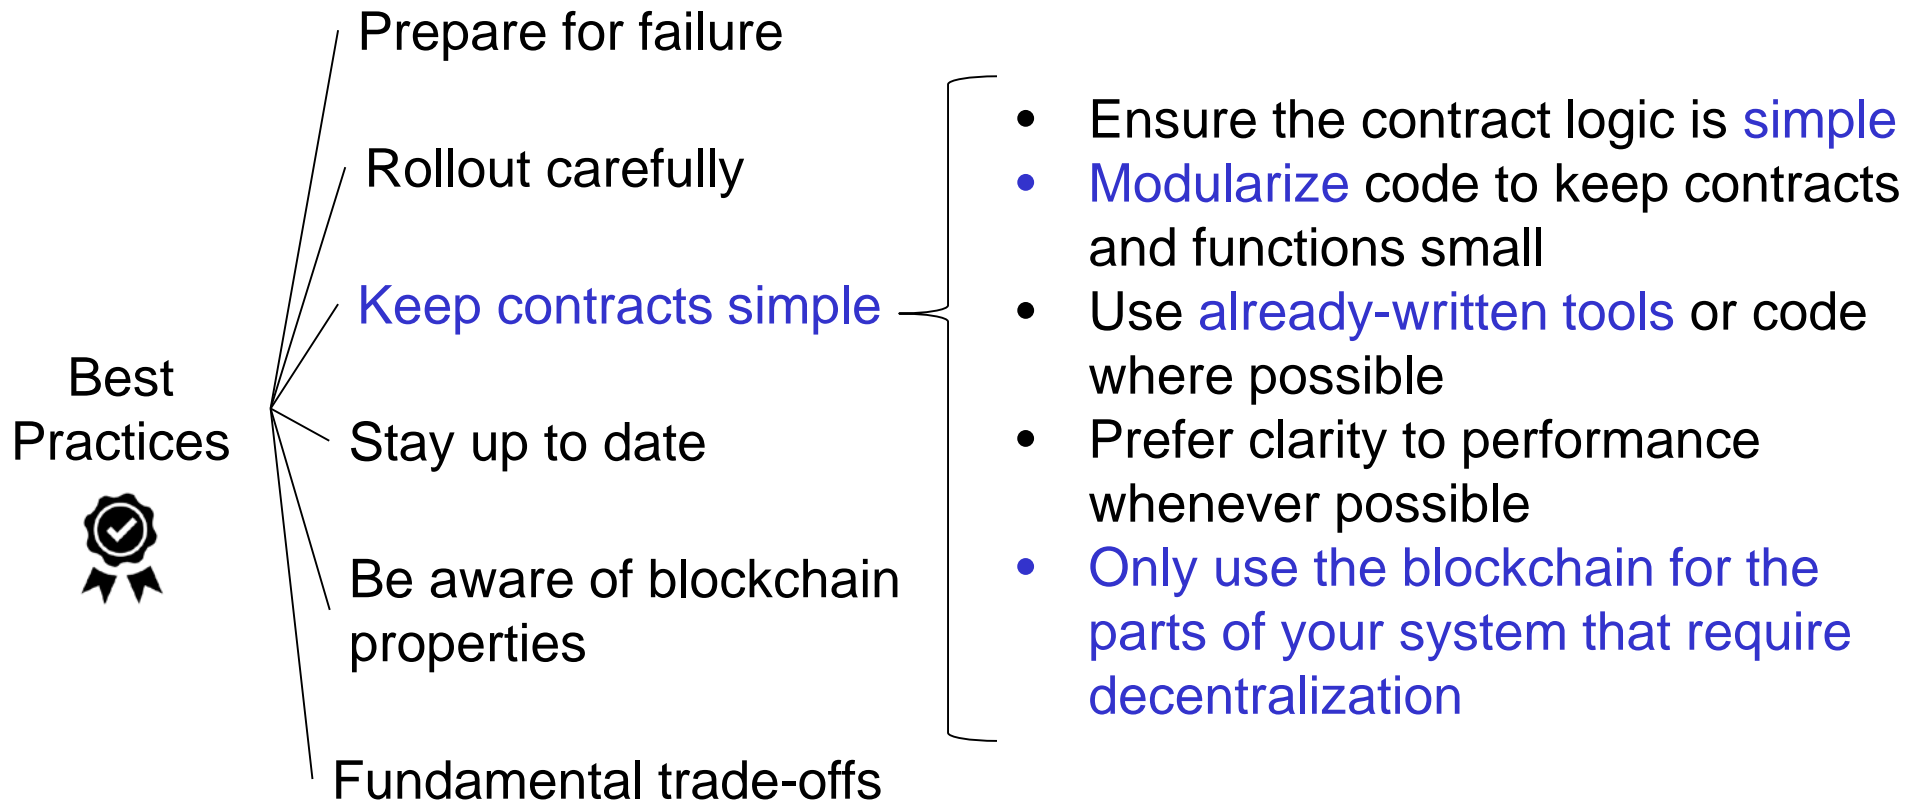 Best
Practices
Prepare for failure
Rollout carefully
Keep contracts simple
Stay up to date
Be aware of blockchain
properties
Fundamental trade-offs
• Ensure the contract logic is simple
• Modularize code to keep contracts
and functions small
• Use already-written tools or code
where possible
• Prefer clarity to performance
whenever possible
• Only use the blockchain for the
parts of your system that require
decentralization